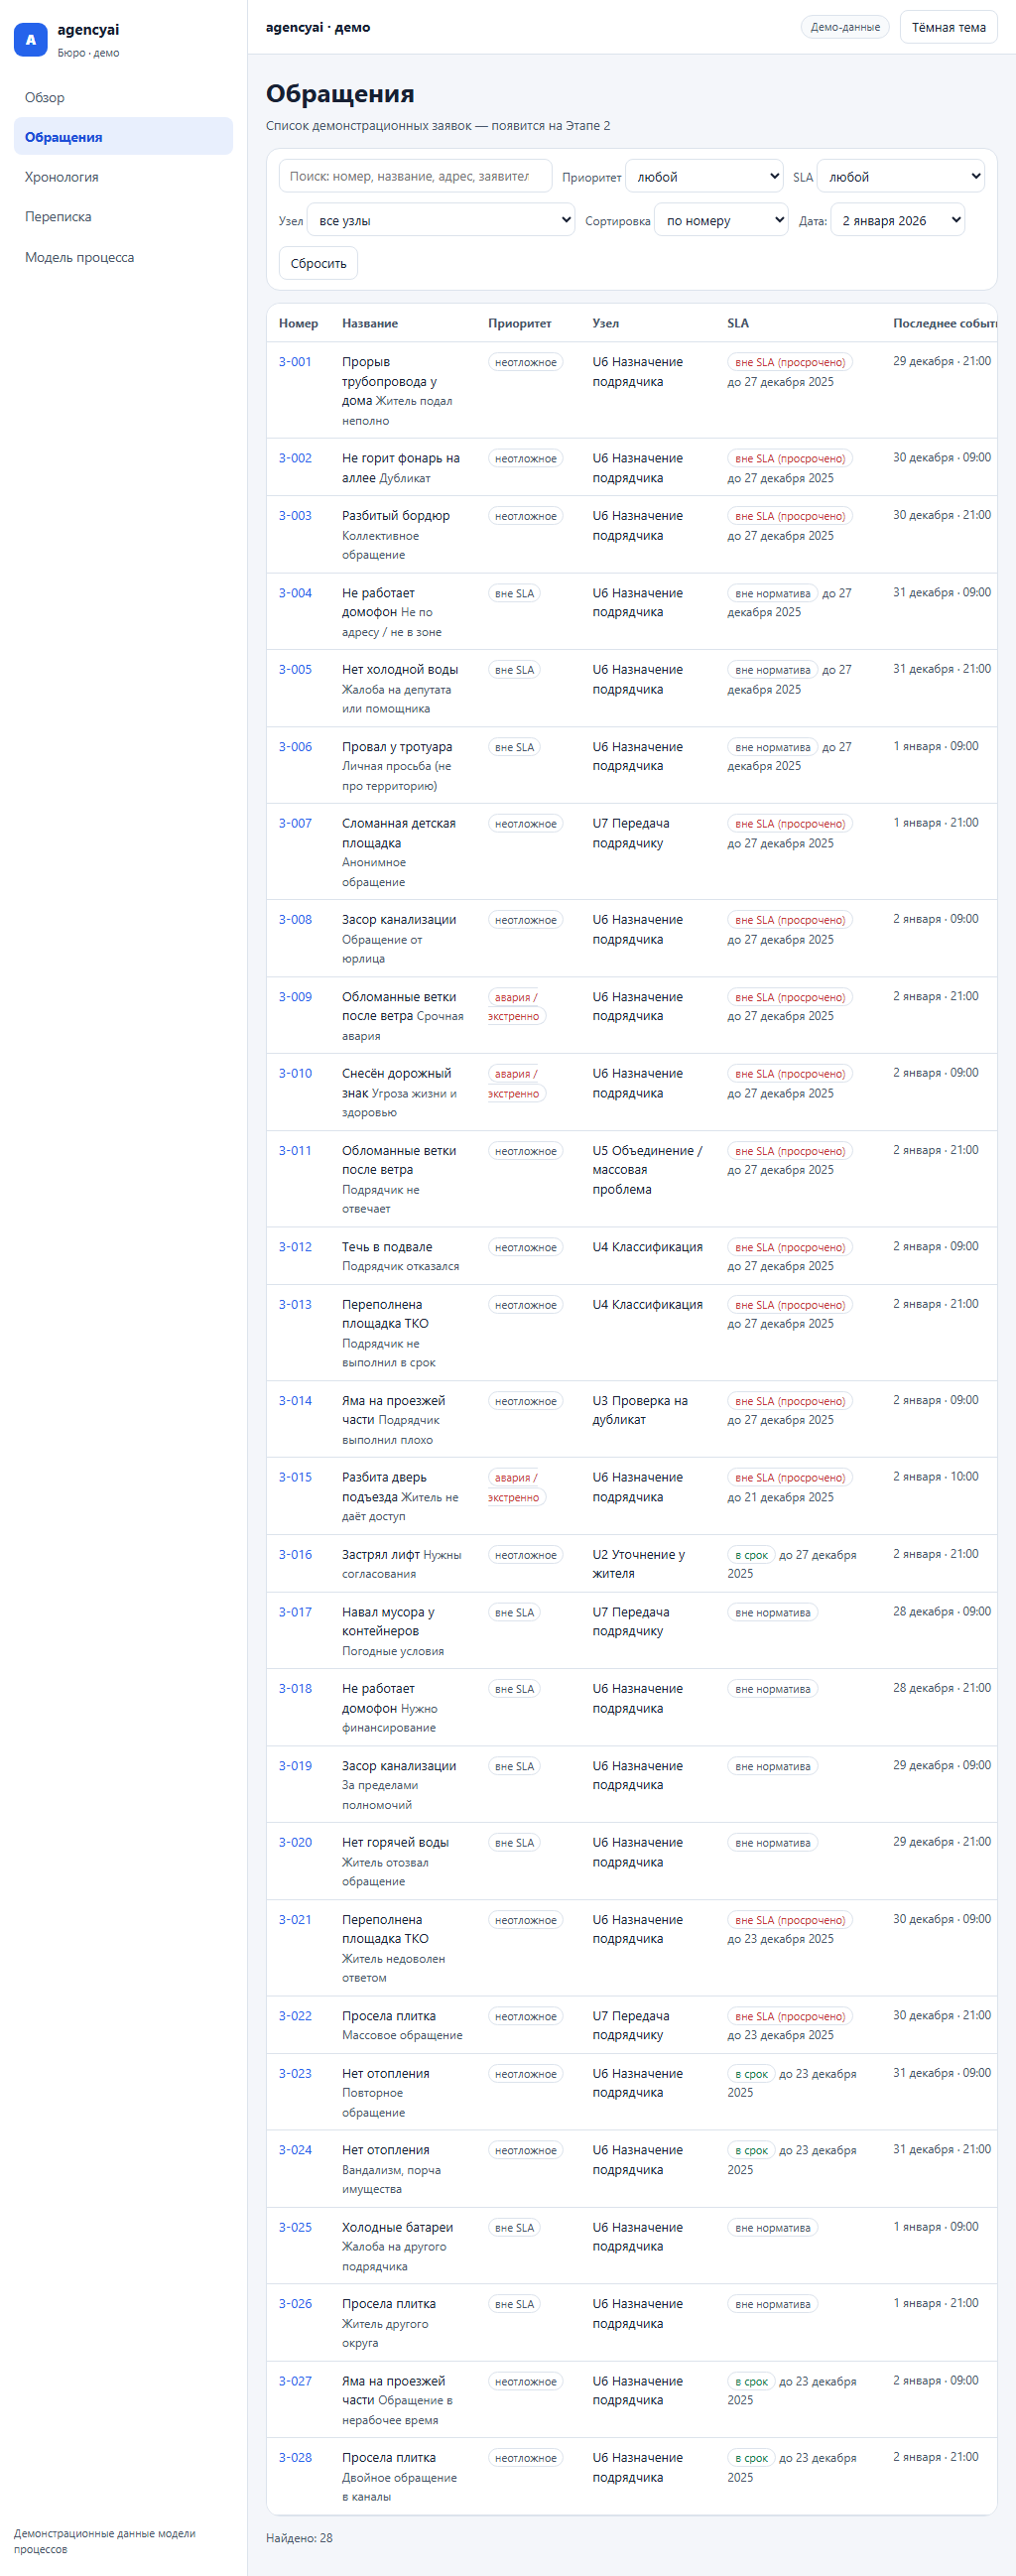 A
agencyai
Бюро · демо
Обзор
Обращения
Хронология
Переписка
Модель процесса
Демонстрационные данные модели
процессов
agencyai · демо
Демо-данные
Тёмная тема
Обращения
Список демонстрационных заявок — появится на Этапе 2
Поиск: номер, название, адрес, заявител
Приоритет любой
SLA любой
Узел все узлы
Сортировка по номеру
Дата: 2 января 2026
Сбросить
Номер Название Приоритет Узел SLA Последнее событ
З-001 Прорыв неотложное U6 Назначение вне SLA (просрочено) 29 декабря · 21:00
трубопровода у подрядчика до 27 декабря 2025
дома Житель подал
неполно
З-002 Не горит фонарь на неотложное U6 Назначение вне SLA (просрочено) 30 декабря · 09:00
аллее Дубликат подрядчика до 27 декабря 2025
З-003 Разбитый бордюр неотложное U6 Назначение вне SLA (просрочено) 30 декабря · 21:00
Коллективное подрядчика до 27 декабря 2025
обращение
З-004 Не работает вне SLA U6 Назначение вне норматива до 27 31 декабря · 09:00
домофон Не по подрядчика декабря 2025
адресу / не в зоне
З-005 Нет холодной воды вне SLA U6 Назначение вне норматива до 27 31 декабря · 21:00
Жалоба на депутата подрядчика декабря 2025
или помощника
З-006 Провал у тротуара вне SLA U6 Назначение вне норматива до 27 1 января · 09:00
Личная просьба (не подрядчика декабря 2025
про территорию)
З-007 Сломанная детская неотложное U7 Передача вне SLA (просрочено) 1 января · 21:00
площадка подрядчику до 27 декабря 2025
Анонимное
обращение
З-008 Засор канализации неотложное U6 Назначение вне SLA (просрочено) 2 января · 09:00
Обращение от подрядчика до 27 декабря 2025
юрлица
З-009 Обломанные ветки авария / U6 Назначение вне SLA (просрочено) 2 января · 21:00
после ветра Срочная экстренно подрядчика до 27 декабря 2025
авария
З-010 Снесён дорожный авария / U6 Назначение вне SLA (просрочено) 2 января · 09:00
знак Угроза жизни и экстренно подрядчика до 27 декабря 2025
здоровью
З-011 Обломанные ветки неотложное U5 Объединение / вне SLA (просрочено) 2 января · 21:00
после ветра массовая до 27 декабря 2025
Подрядчик не проблема
отвечает
З-012 Течь в подвале неотложное U4 Классификация вне SLA (просрочено) 2 января · 09:00
Подрядчик отказался до 27 декабря 2025
З-013 Переполнена неотложное U4 Классификация вне SLA (просрочено) 2 января · 21:00
площадка ТКО до 27 декабря 2025
Подрядчик не
выполнил в срок
З-014 Яма на проезжей неотложное U3 Проверка на вне SLA (просрочено) 2 января · 09:00
части Подрядчик дубликат до 27 декабря 2025
выполнил плохо
З-015 Разбита дверь авария / U6 Назначение вне SLA (просрочено) 2 января · 10:00
подъезда Житель не экстренно подрядчика до 21 декабря 2025
даёт доступ
З-016 Застрял лифт Нужны неотложное U2 Уточнение у в срок до 27 декабря 2 января · 21:00
согласования жителя 2025
З-017 Навал мусора у вне SLA U7 Передача вне норматива 28 декабря · 09:00
контейнеров подрядчику
Погодные условия
З-018 Не работает вне SLA U6 Назначение вне норматива 28 декабря · 21:00
домофон Нужно подрядчика
финансирование
З-019 Засор канализации вне SLA U6 Назначение вне норматива 29 декабря · 09:00
За пределами подрядчика
полномочий
З-020 Нет горячей воды вне SLA U6 Назначение вне норматива 29 декабря · 21:00
Житель отозвал подрядчика
обращение
З-021 Переполнена неотложное U6 Назначение вне SLA (просрочено) 30 декабря · 09:00
площадка ТКО подрядчика до 23 декабря 2025
Житель недоволен
ответом
З-022 Просела плитка неотложное U7 Передача вне SLA (просрочено) 30 декабря · 21:00
Массовое обращение подрядчику до 23 декабря 2025
З-023 Нет отопления неотложное U6 Назначение в срок до 23 декабря 31 декабря · 09:00
Повторное подрядчика 2025
обращение
З-024 Нет отопления неотложное U6 Назначение в срок до 23 декабря 31 декабря · 21:00
Вандализм, порча подрядчика 2025
имущества
З-025 Холодные батареи вне SLA U6 Назначение вне норматива 1 января · 09:00
Жалоба на другого подрядчика
подрядчика
З-026 Просела плитка вне SLA U6 Назначение вне норматива 1 января · 21:00
Житель другого подрядчика
округа
З-027 Яма на проезжей неотложное U6 Назначение в срок до 23 декабря 2 января · 09:00
части Обращение в подрядчика 2025
нерабочее время
З-028 Просела плитка неотложное U6 Назначение в срок до 23 декабря 2 января · 21:00
Двойное обращение подрядчика 2025
в каналы
Найдено: 28